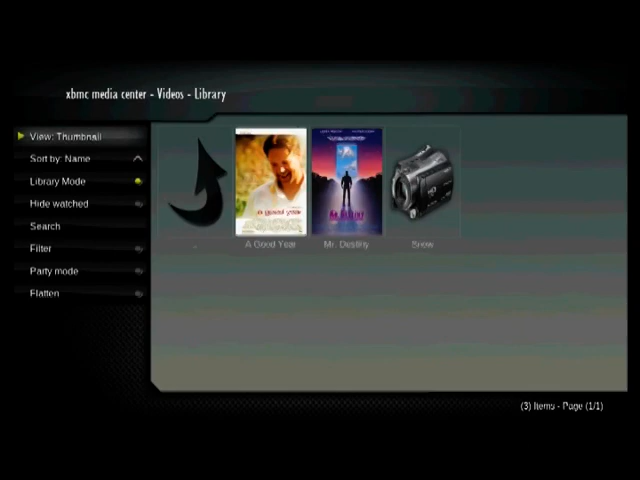 xbmc media center - Videos - Library
View: Thumbnail
Sort by: Name
Library Mode
Hide watched
Search
Filter
Party mode
Flatten
..
A Good Year
Mr. Destiny
Snow
(3) Items - Page (1/1)